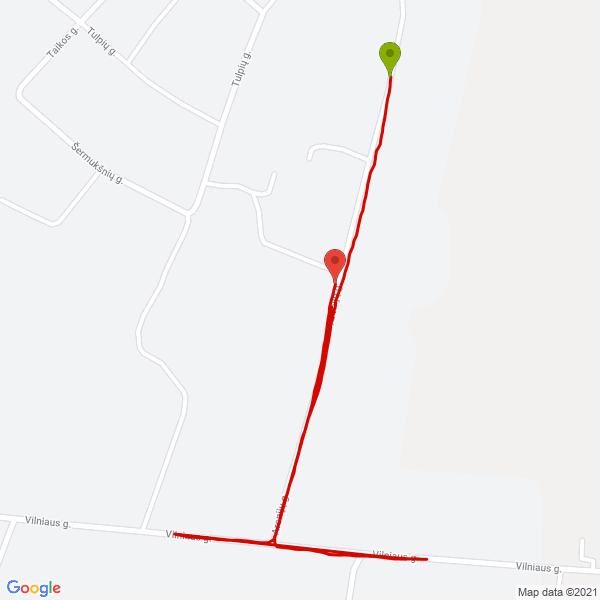 Taikos g.
Tulpių g.
Tulpių g.
Šermukšnių g.
Vilniaus g.
Vilniaus g.
Vilniaus g.
Vilniaus g.
Google
Map data ©2021